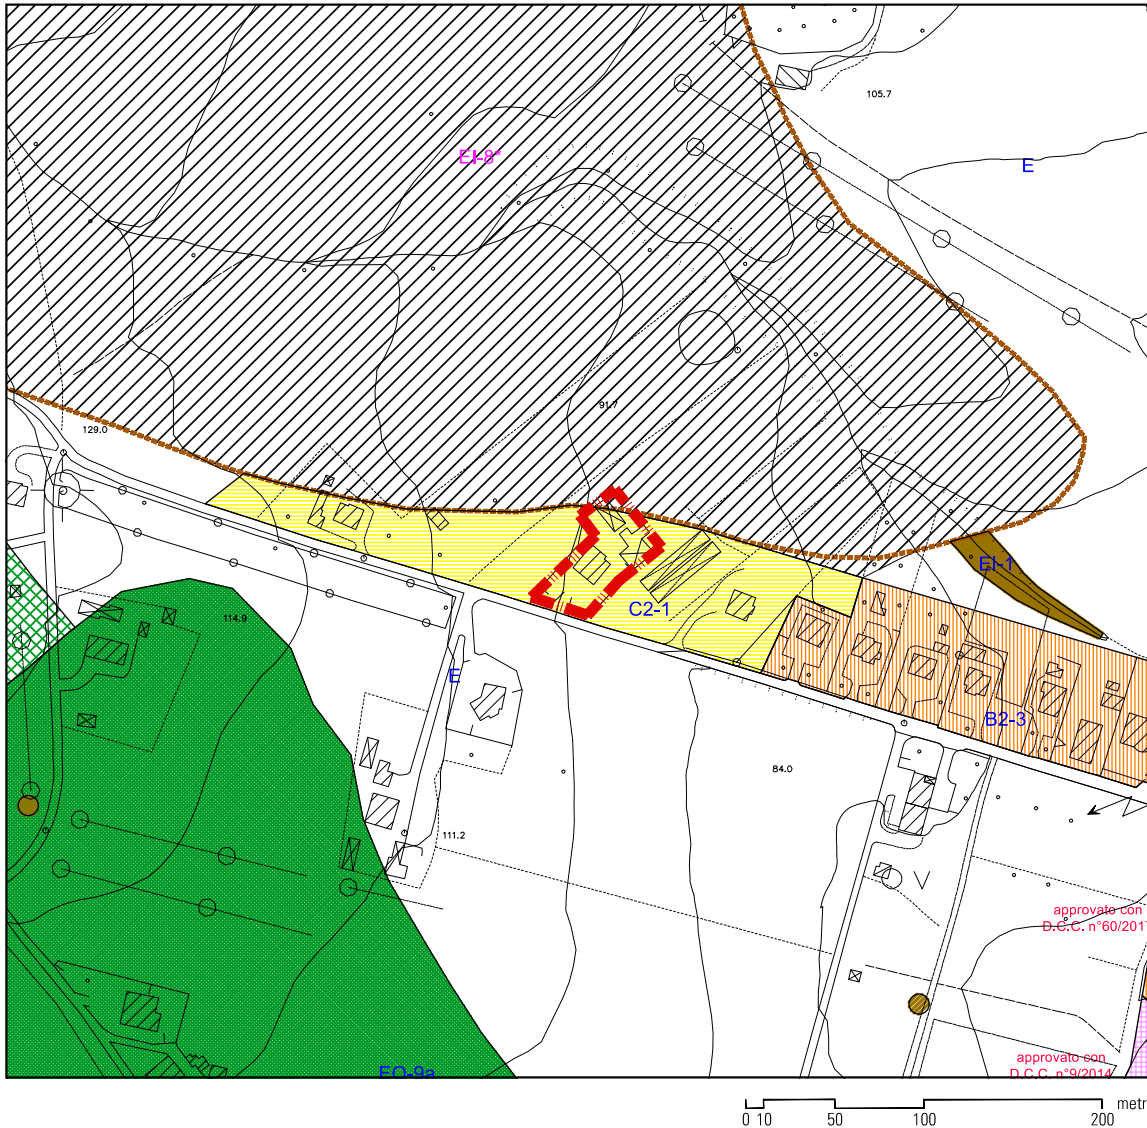 105.7
EI-8*
E
91.7
129.0
EI-1
C2-1
114.9
E
B2-3
84.0
111.2
approvato con
D.C.C. n°60/2017
approvato con
D.C.C. n°9/2014
EO-9a
0 10 50 100 200 metr